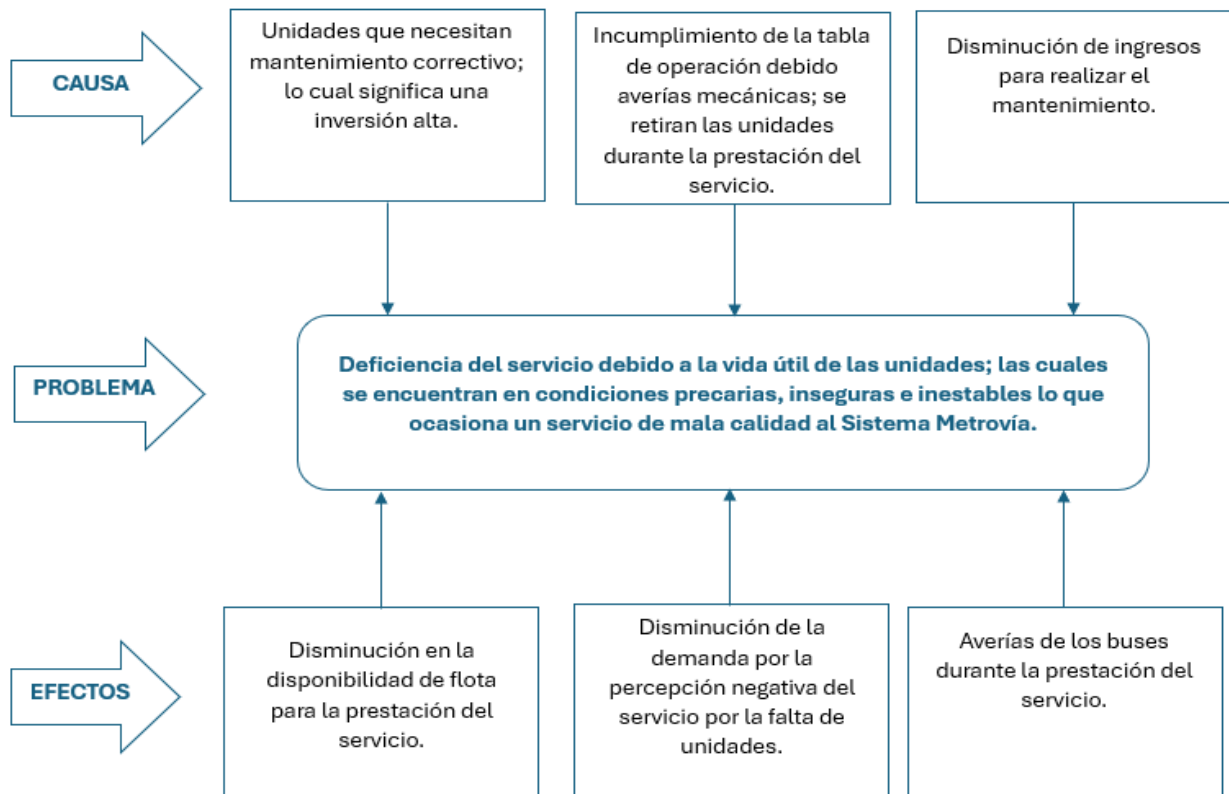 CAUSA
Unidades que necesitan
mantenimiento correctivo;
lo cual significa una
inversión alta.
Incumplimiento de la tabla
de operación debido
averías mecánicas; se
retiran las unidades
durante la prestación del
servicio.
Disminución de ingresos
para realizar el
mantenimiento.
PROBLEMA
Deficiencia del servicio debido a la vida útil de las unidades; las cuales
se encuentran en condiciones precarias, inseguras e inestables lo que
ocasiona un servicio de mala calidad al Sistema Metrovía.
EFECTOS
Disminución en la
disponibilidad de flota
para la prestación del
servicio.
Disminución de la
demanda por la
percepción negativa del
servicio por la falta de
unidades.
Averías de los buses
durante la prestación del
servicio.